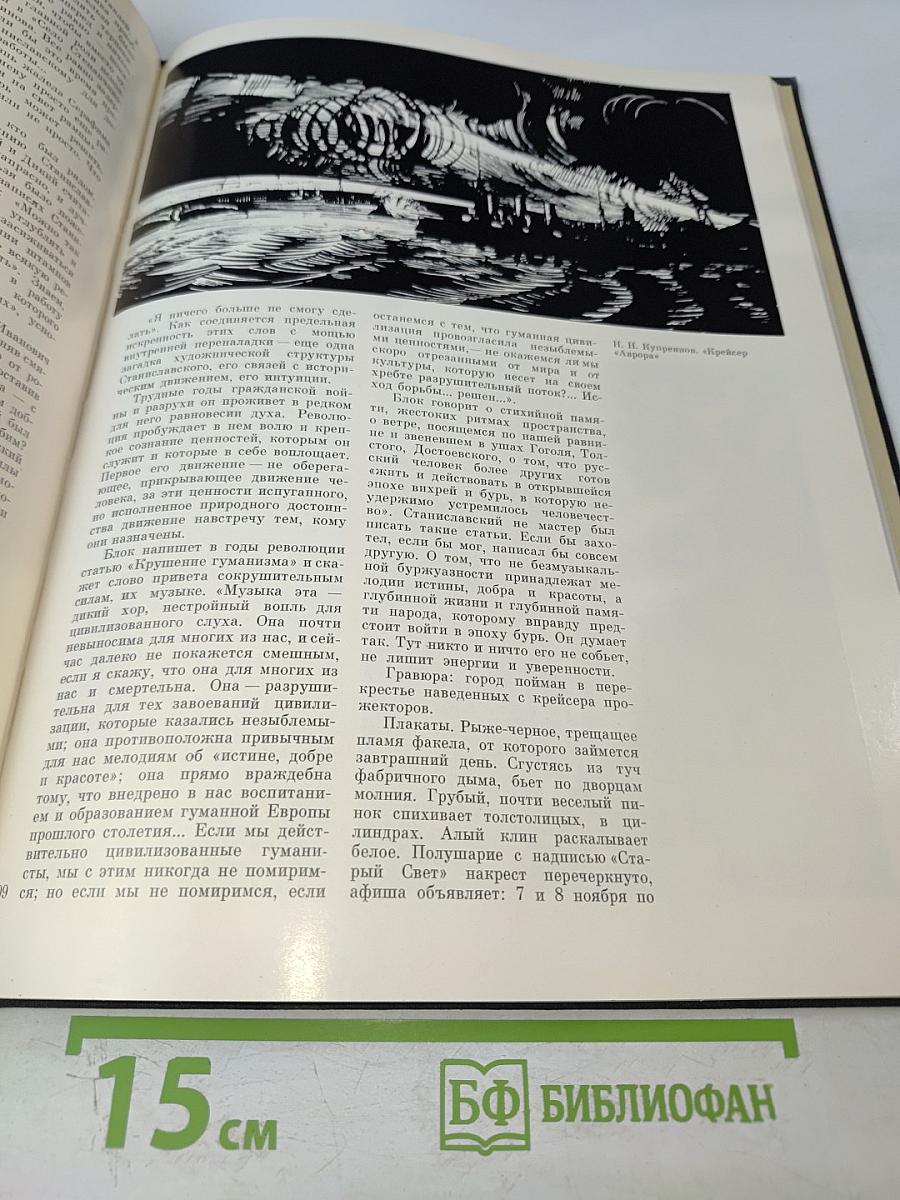 «Я ничего больше не смогу сде-
лать». Как соединяется предельная
искренность этих слов с мощью
внутренней переналадки — еще одна
загадка художнической структуры
Станиславского, его связей с истори-
ческим движением, его интуиции.
Трудные годы гражданской вой-
ны и разрухи он проживет в редком
для него равновесии духа. Револю-
ция пробуждает в нем волю и креп-
кое сознание ценностей, которым он
служит и которые в себе воплощает.
Первое его движение — не оберега-
ющее, прикрывающее движение че-
ловека, за эти ценности испуганного,
но исполненное природного достоин-
ства движение навстречу тем, кому
они назначены.
Блок напишет в годы революции
статью «Крушение гуманизма» и ска-
жет слово привета сокрушительным
силам, их музыке. «Музыка эта —
дикий хор, нестройный вопль для
цивилизованного слуха. Она почти
невыносима для многих из нас, и сей-
час далеко не покажется смешным,
если я скажу, что она для многих из
нас и смертельна. Она — разруши-
тельна для тех завоеваний цивили-
зации, которые казались незыблемы-
ми; она противоположна привычным
для нас мелодиям об «истине, добре
и красоте»; она прямо враждебна
тому, что внедрено в нас воспитани-
ем и образованием гуманной Европы
прошлого столетия... Если мы дейст-
вительно цивилизованные гумани-
сты, мы с этим никогда не помирим-
ся; но если мы не помиримся, если
останемся с тем, что гуманная циви-
лизация провозгласила незыблемы-
ми ценностями,— не окажемся ли мы
скоро отрезанными от мира и от
культуры, которую несет на своем
хребте разрушительный поток?... Ис-
ход борьбы... решен...».
Блок говорит о стихийной памя-
ти, жестоких ритмах пространства,
о ветре, носящемся по нашей равни-
не и звеневшем в ушах Гоголя, Тол-
стого, Достоевского, о том, что рус-
ский человек более других готов
«жить и действовать в открывшейся
эпохе вихрей и бурь, в которую не-
удержимо устремилось человечест-
во». Станиславский не мастер был
писать такие статьи. Если бы захо-
тел, если бы мог, написал бы совсем
другую. О том, что не безмузыкаль-
ной буржуазности принадлежат ме-
лодии истины, добра и красоты, а
глубинной жизни и глубинной памя-
ти народа, которому вправду пред-
стоит войти в эпоху бурь. Он думает
так. Тут никто и ничто его не собьет,
не лишит энергии и уверенности.
Гравюра: город пойман в пере-
крестье наведенных с крейсера про-
жекторов.
Плакаты. Рыже-черное, трещащее
пламя факела, от которого займется
завтрашний день. Сгустясь из туч
фабричного дыма, бьет по дворцам
молния. Грубый, почти веселый пи-
нок спихивает толстолицых, в ци-
линдрах. Алый клин раскалывает
белое. Полушарие с надписью «Ста-
рый Свет» накрест перечеркнуто,
афиша объявляет: 7 и 8 ноября по
Н. Н. Купреянов. «Крейсер
«Аврора»
15 см
БФ БИБЛИОФАН